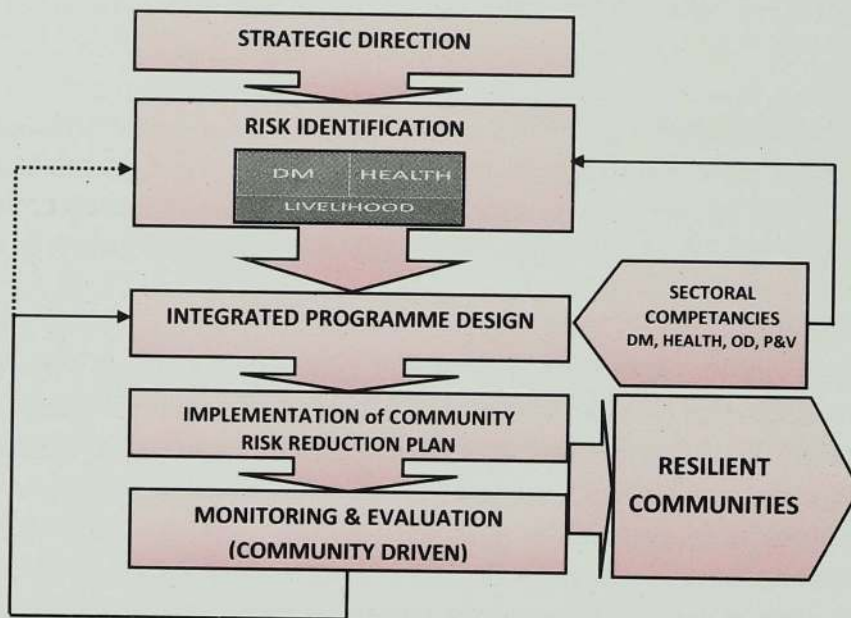 STRATEGIC DIRECTION
RISK IDENTIFICATION
DM
HEALTH
LIVELIHOOD
INTEGRATED PROGRAMME DESIGN
SECTORAL
COMPETANCIES
DM, HEALTH, OD, P&V
IMPLEMENTATION of COMMUNITY
RISK REDUCTION PLAN
MONITORING & EVALUATION
(COMMUNITY DRIVEN)
RESILIENT
COMMUNITIES